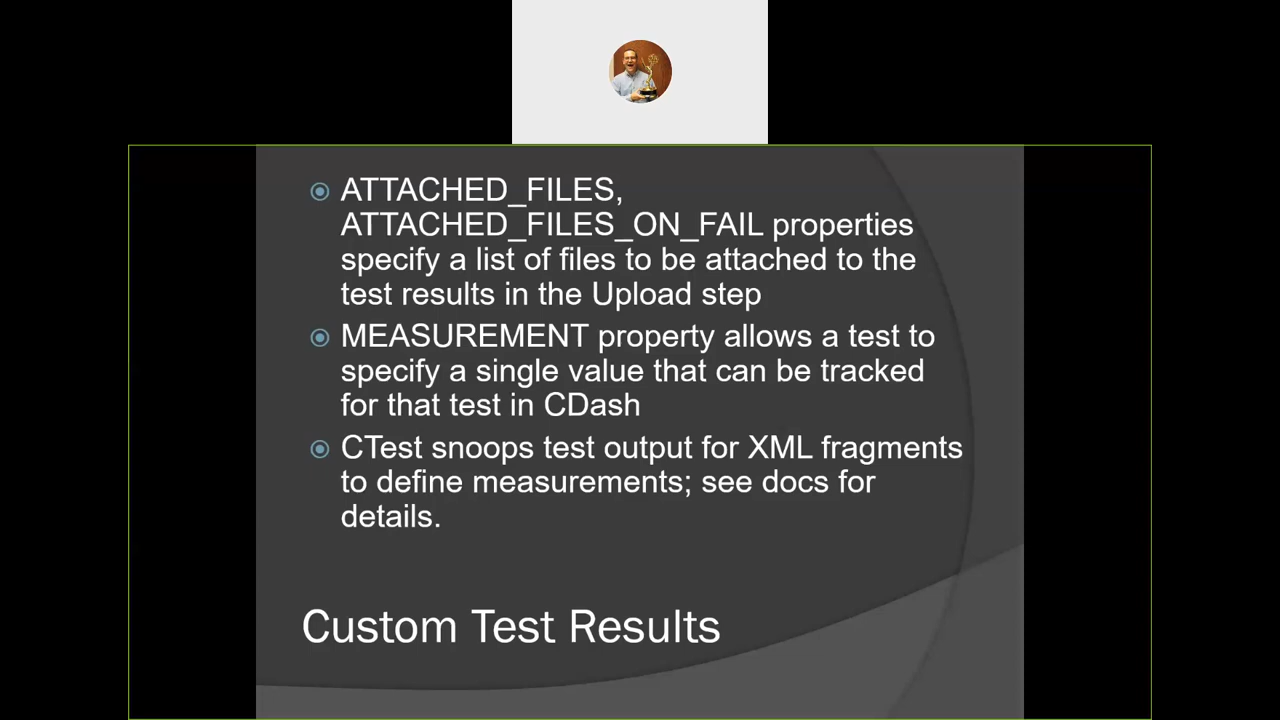 ATTACHED_FILES,
ATTACHED_FILES_ON_FAIL properties
specify a list of files to be attached to the
test results in the Upload step
MEASUREMENT property allows a test to
specify a single value that can be tracked
for that test in CDash
CTest snoops test output for XML fragments
to define measurements; see docs for
details.
Custom Test Results